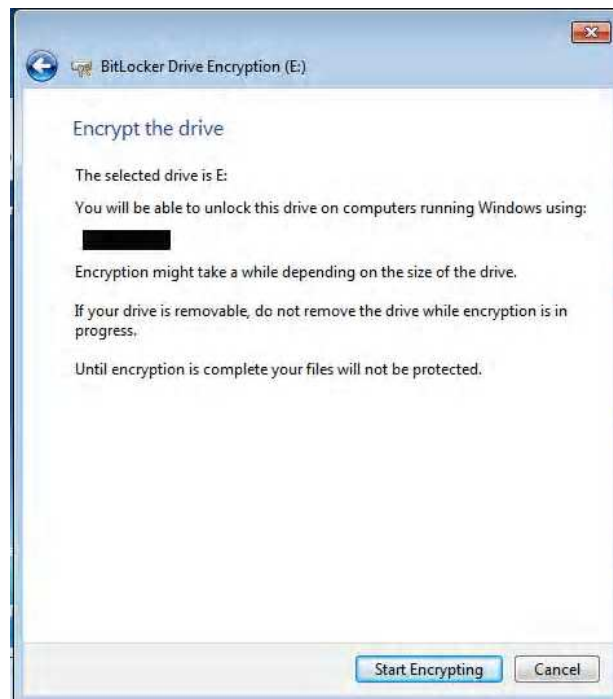 BitLocker Drive Encryption (E:)
Encrypt the drive
The selected drive is E:
You will be able to unlock this drive on computers running Windows using:
Encryption might take a while depending on the size of the drive.
If your drive is removable, do not remove the drive while encryption is in
progress.
Until encryption is complete your files will not be protected.
Start Encrypting Cancel